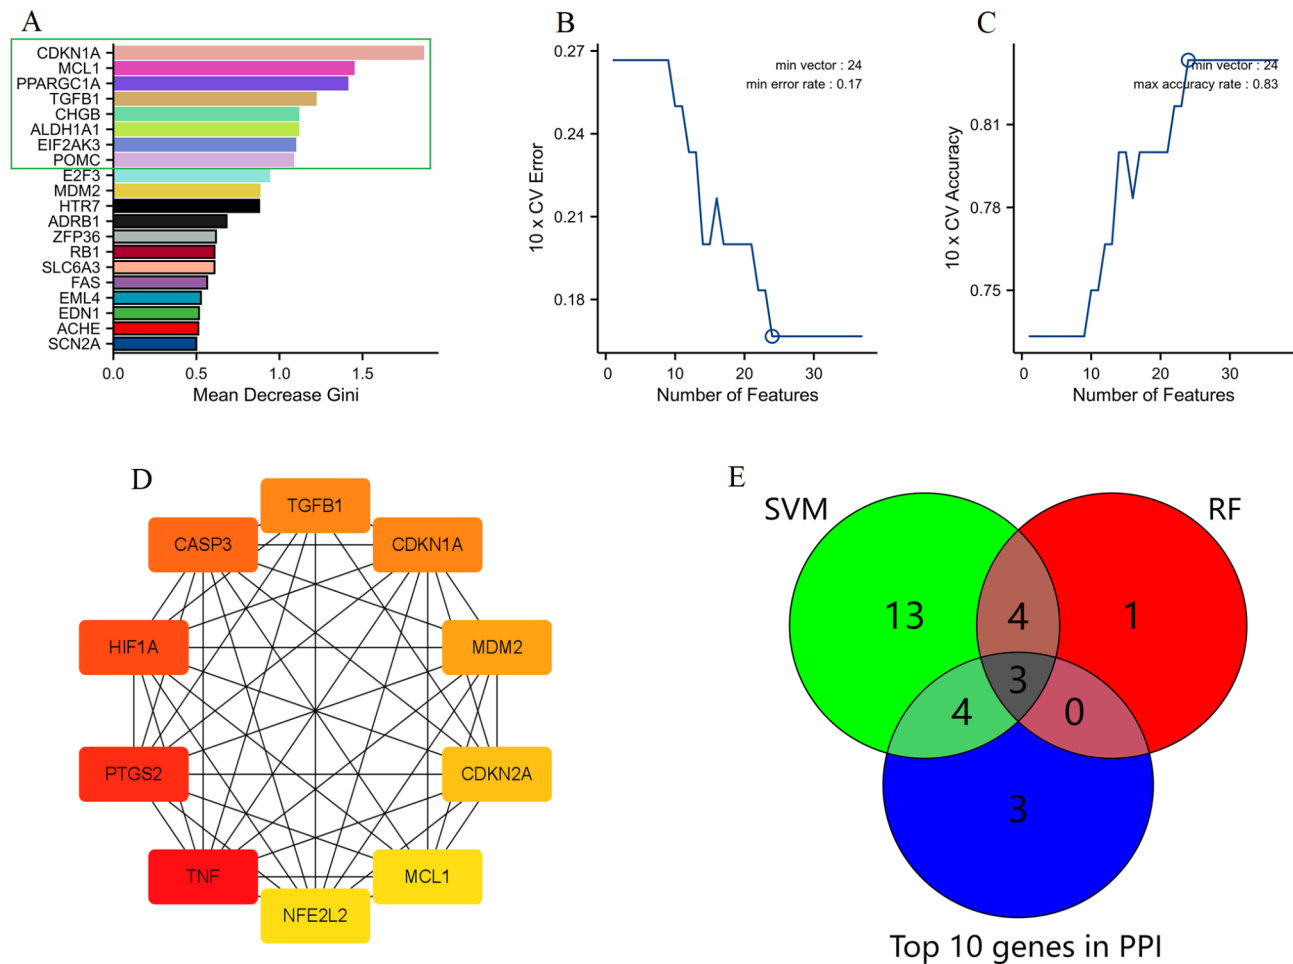 A
CDKN1A
MCL1
PPARGC1A
TGFB1
CHGB
ALDH1A1
EIF2AK3
POMC
E2F3
MDM2
HTR7
ADRB1
ZFP36
RB1
SLC6A3
FAS
EML4
EDN1
ACHE
SCN2A
0.0 0.5 1.0 1.5
Mean Decrease Gini
B
0.27
0.24
0.21
0.18
10 x CV Error
min vector : 24
min error rate : 0.17
0 10 20 30
Number of Features
C
0.81
0.78
0.75
10 x CV Accuracy
min vector : 24
max accuracy rate : 0.83
0 10 20 30
Number of Features
D
TGFB1
CASP3
CDKN1A
HIF1A
MDM2
PTGS2
CDKN2A
TNF
MCL1
NFE2L2
E
SVM
RF
13
4
1
3
4
0
3
Top 10 genes in PPI